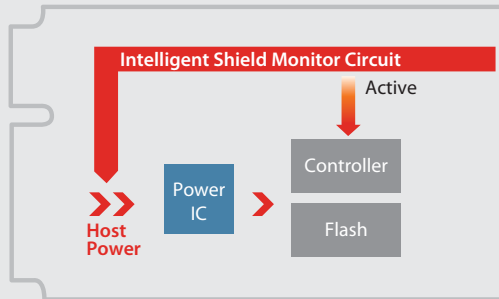 Intelligent Shield Monitor Circuit
Active
Controller
Power
IC
Flash
Host
Power